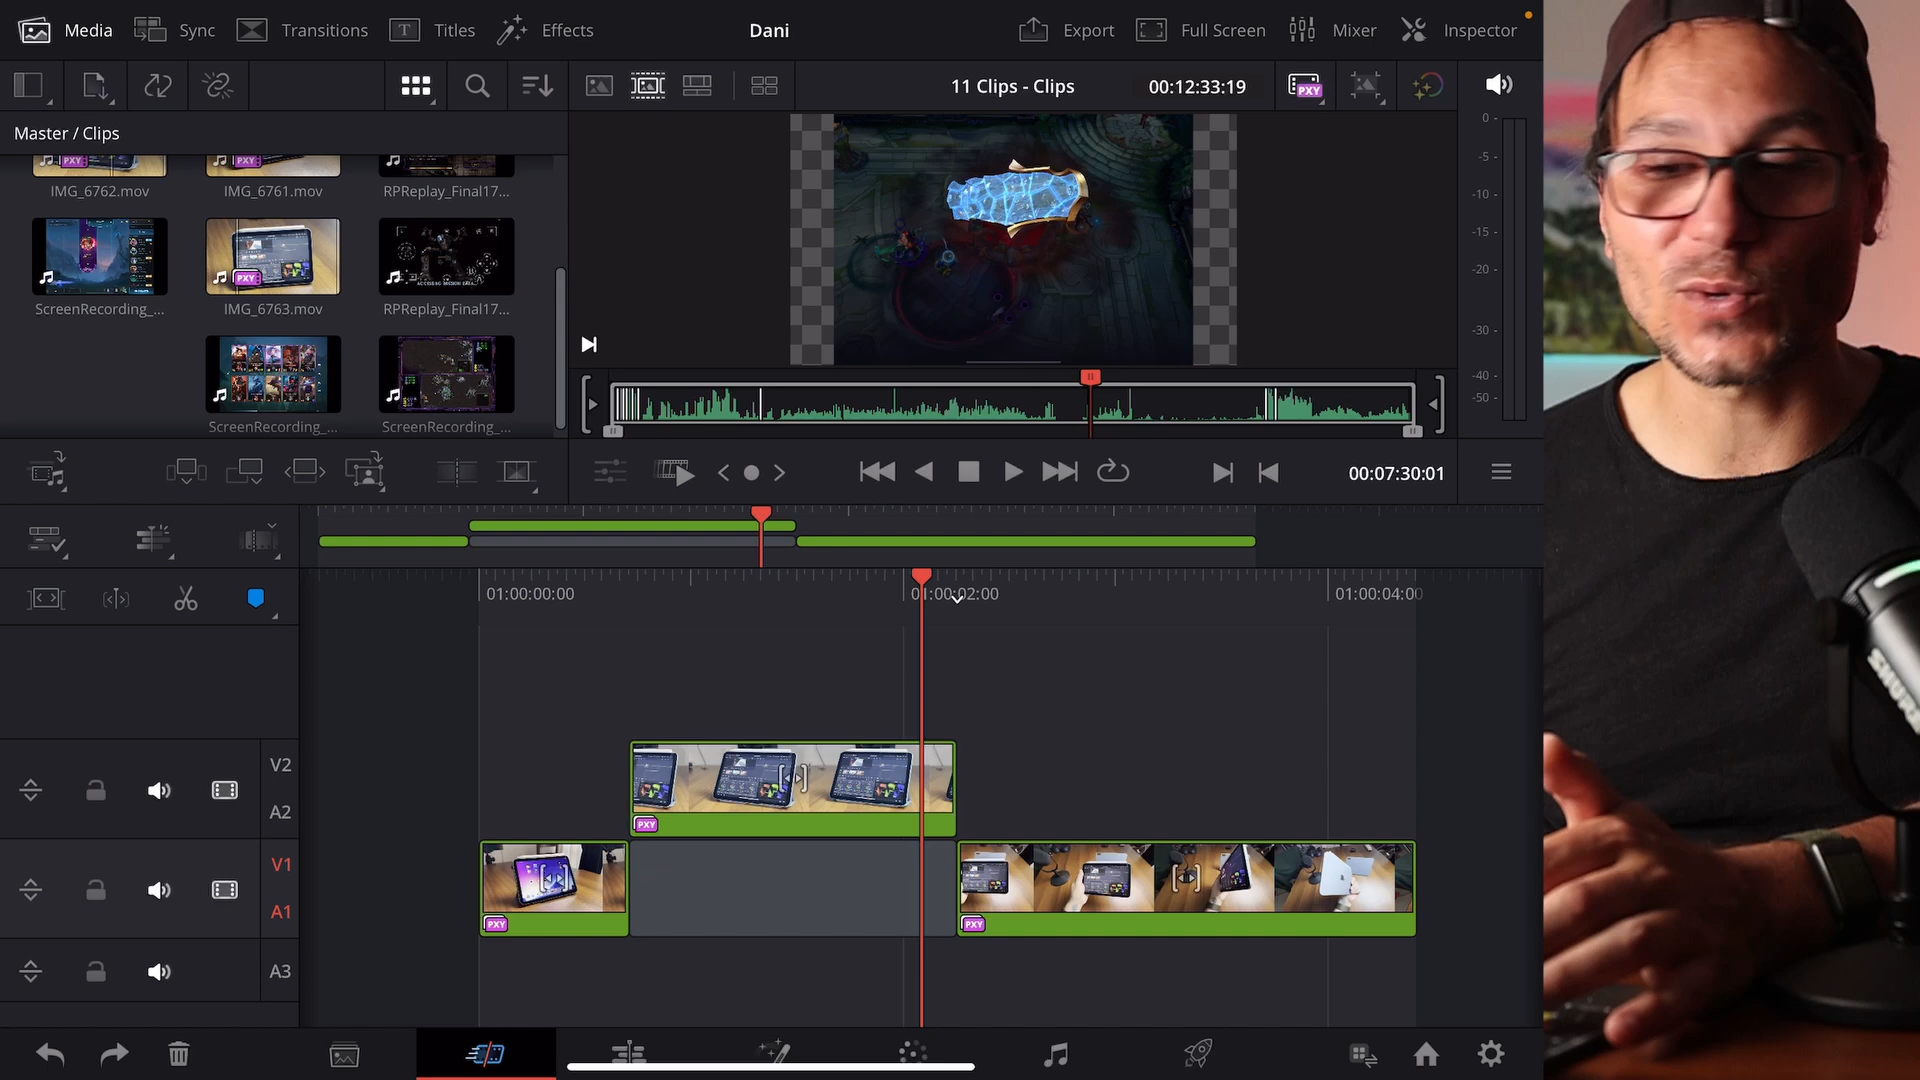 Media
Sync
Transitions
Titles
Effects
Dani
Export
Full Screen
Mixer
Inspector
11 Clips - Clips
00:12:33:19
PXY
Master / Clips
PXY
PXY
IMG_6762.mov
IMG_6761.mov
RPReplay_Final17...
PXY
ScreenRecording_...
IMG_6763.mov
RPReplay_Final17...
ScreenRecording_...
ScreenRecording_...
0
-5
-10
-15
-20
-30
-40
-50
00:07:30:01
01:00:00:00
01:00:02:00
01:00:04:00
V2
A2
PXY
V1
A1
PXY
PXY
A3
SHURE